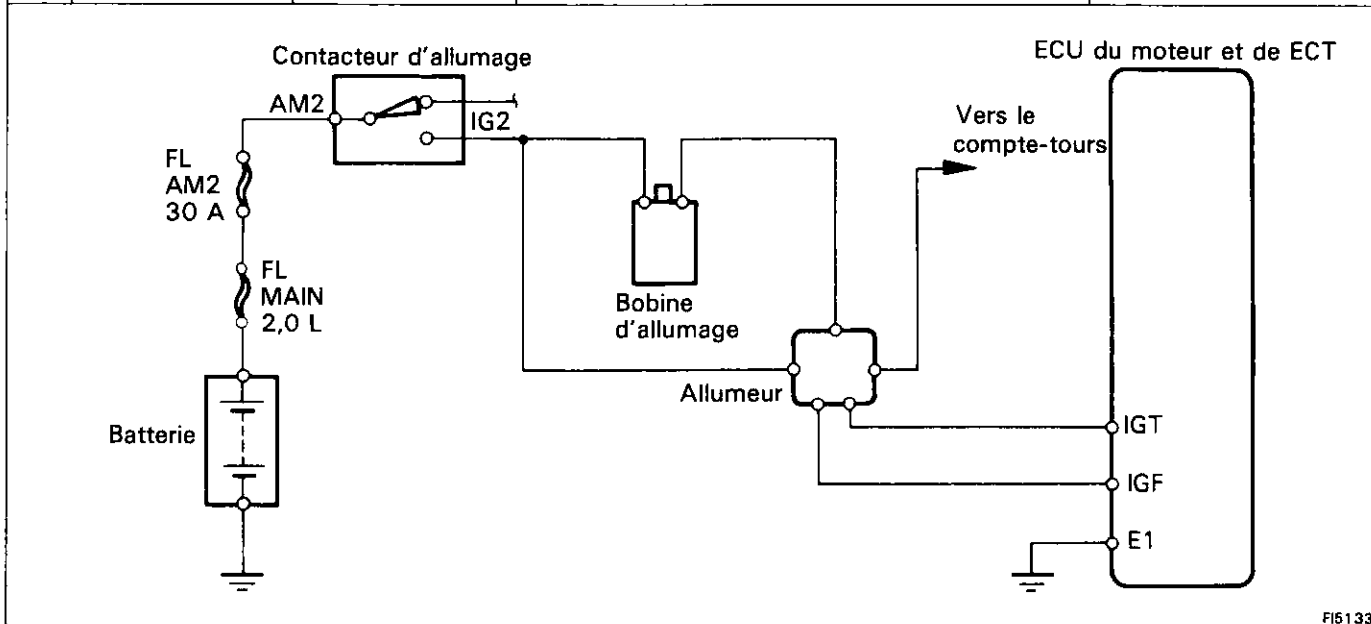 Contacteur d'allumage
ECU du moteur et de ECT
AM2
IG2
Vers le
compte-tours
FL
AM2
30 A
FL
MAIN
2,0 L
Bobine
d'allumage
Allumeur
Batterie
IGT
IGF
E1
FI5133